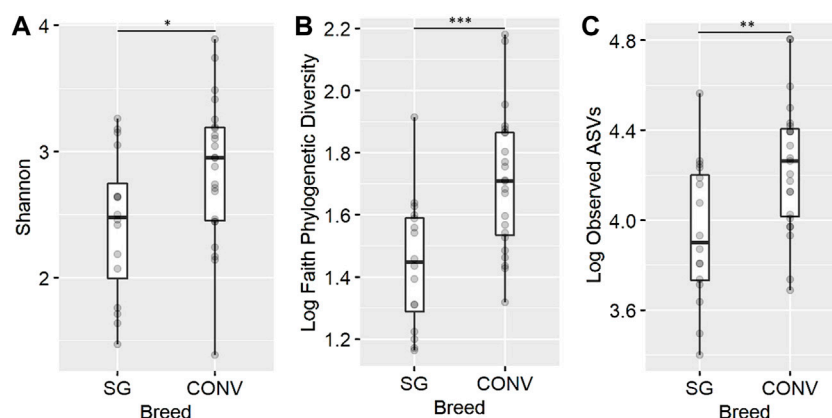 A
*
Shannon
4
3
2
SG CONV
Breed
B
***
Log Faith Phylogenetic Diversity
2.2
2.0
1.8
1.6
1.4
1.2
SG CONV
Breed
C
**
Log Observed ASVs
4.8
4.4
4.0
3.6
SG CONV
Breed